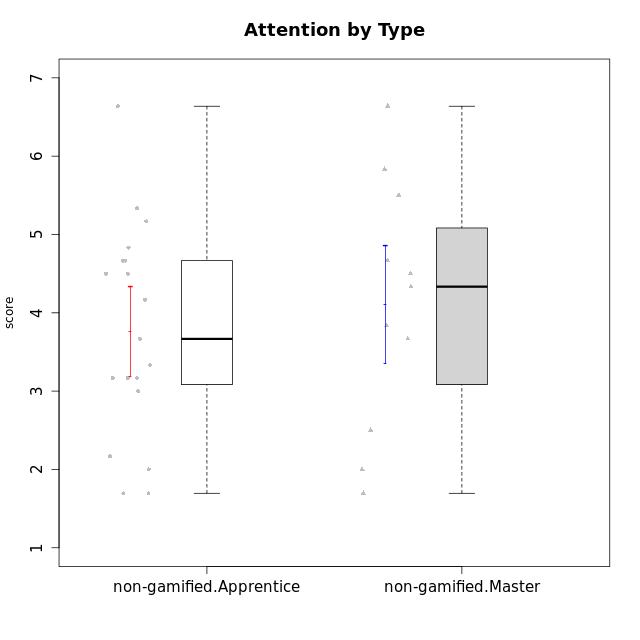 Attention by Type
7
6
5
4
3
2
1
score
non-gamified.Apprentice
non-gamified.Master